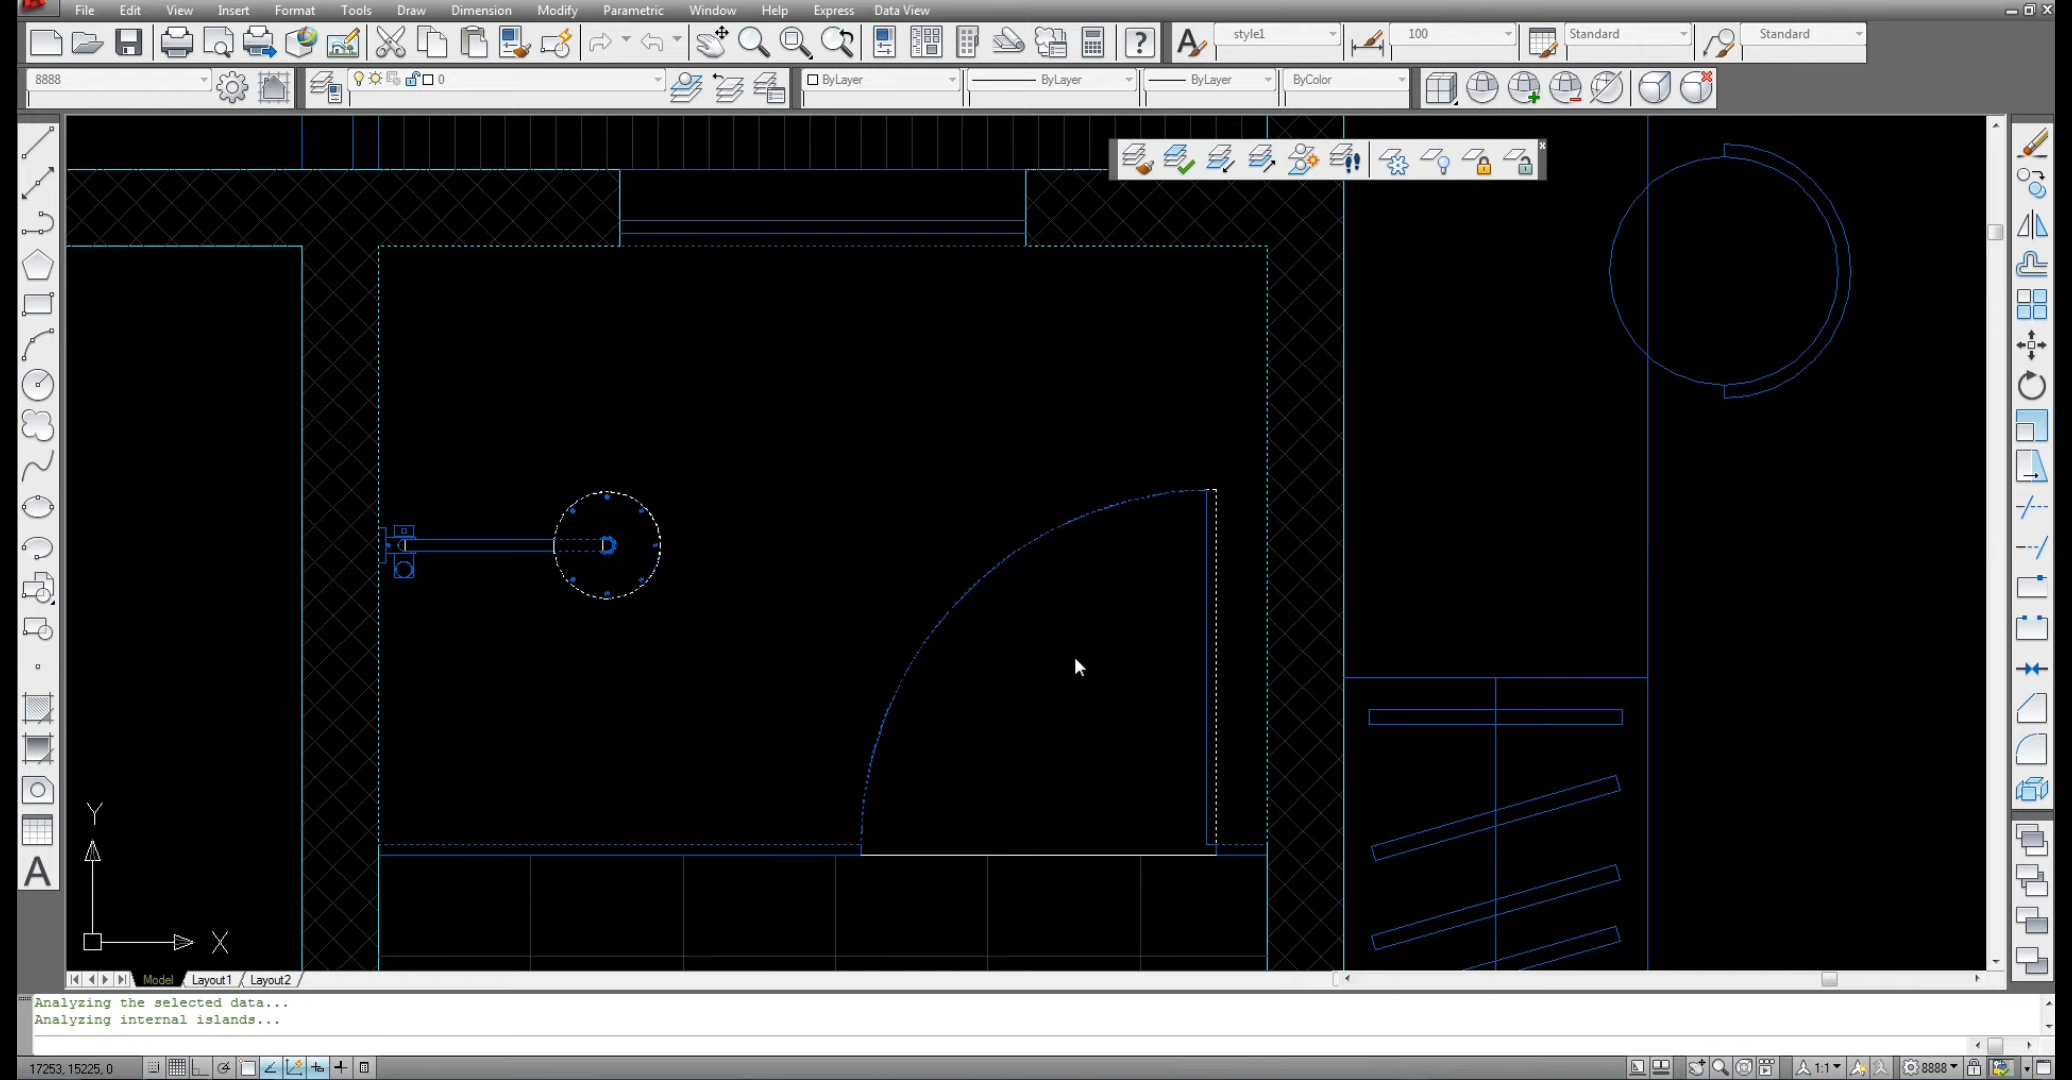 File Edit View Insert Format Tools Draw Dimension Modify Parametric Window Help Express Data View
style1 100 Standard Standard
8888 0 ByLayer ByLayer ByLayer ByColor
Y
X
Model Layout1 Layout2
Analyzing the selected data...
Analyzing internal islands...
17253, 15225, 0 1:1 8888